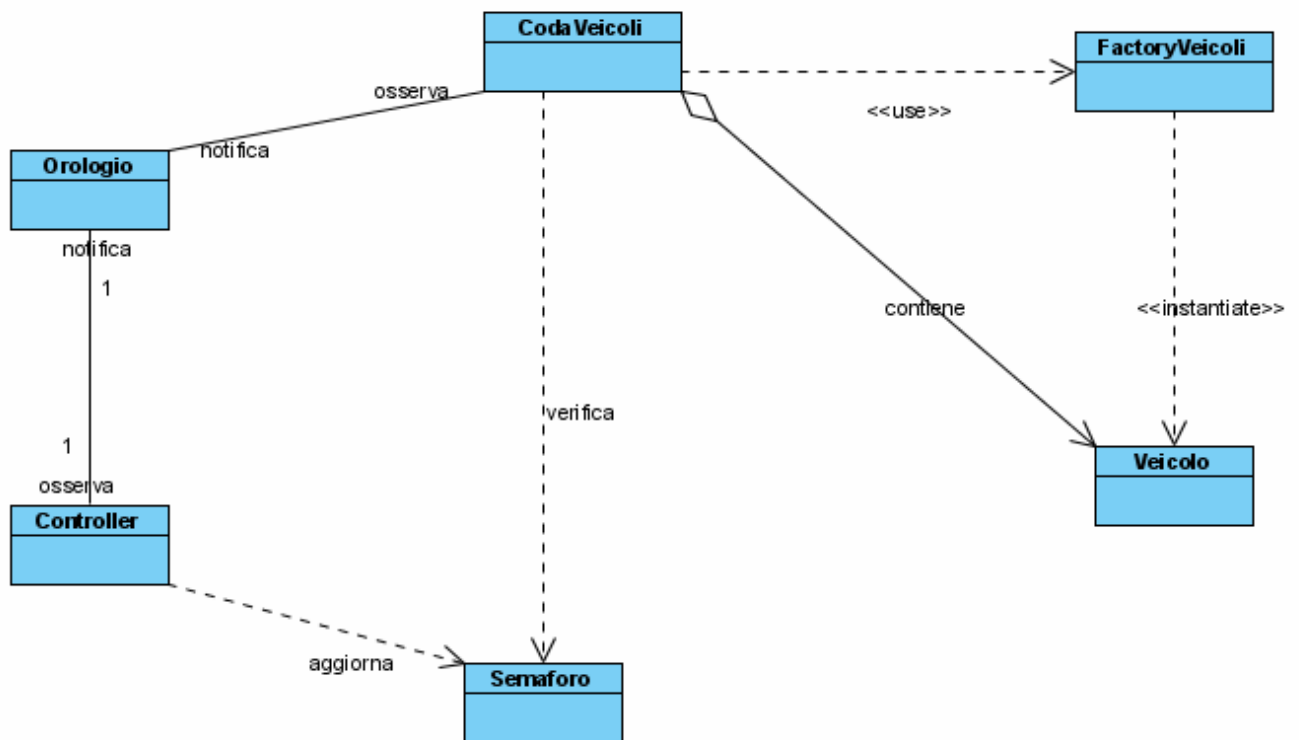 CodaVeicoli
FactoryVeicoli
osserva
<<use>>
notifica
Orologio
notifica
1
contiene
<<instantiate>>
verifica
1
Veicolo
osserva
Controller
aggiorna
Semaforo